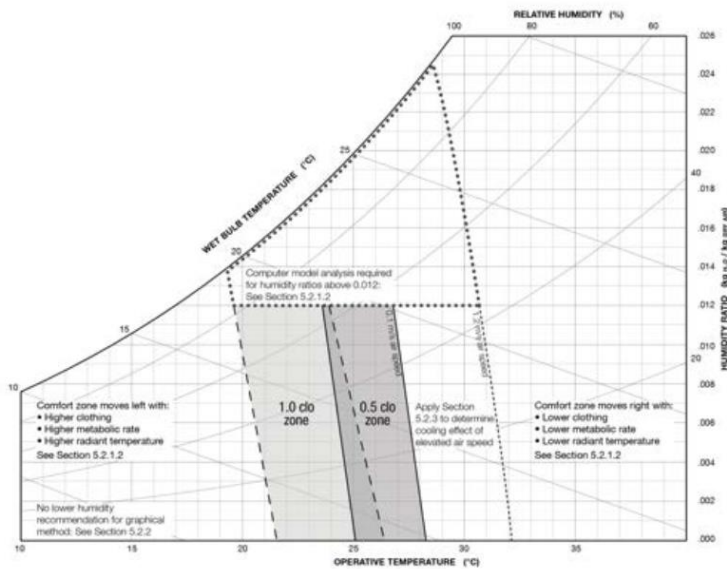 RELATIVE HUMIDITY (%)
100
80
60
.026
.024
.022
.020
.018
40
.016
.014
.012
.010
20
.008
.006
.004
.002
.000
HUMIDITY RATIO
WET BULB TEMPERATURE (°C)
25
20
15
10
Computer model analysis required
for humidity ratios above 0.012:
See Section 5.2.1.2
0.1 m/s air speed
1.2 m/s air speed
Comfort zone moves left with:
• Higher clothing
• Higher metabolic rate
• Higher radiant temperature
See Section 5.2.1.2
1.0 clo
zone
0.5 clo
zone
Apply Section
5.2.3 to determine
cooling effect of
elevated air speed
Comfort zone moves right with:
• Lower clothing
• Lower metabolic rate
• Lower radiant temperature
See Section 5.2.1.2
No lower humidity
recommendation for graphical
method: See Section 5.2.2
10
20
25
30
35
OPERATIVE TEMPERATURE (°C)